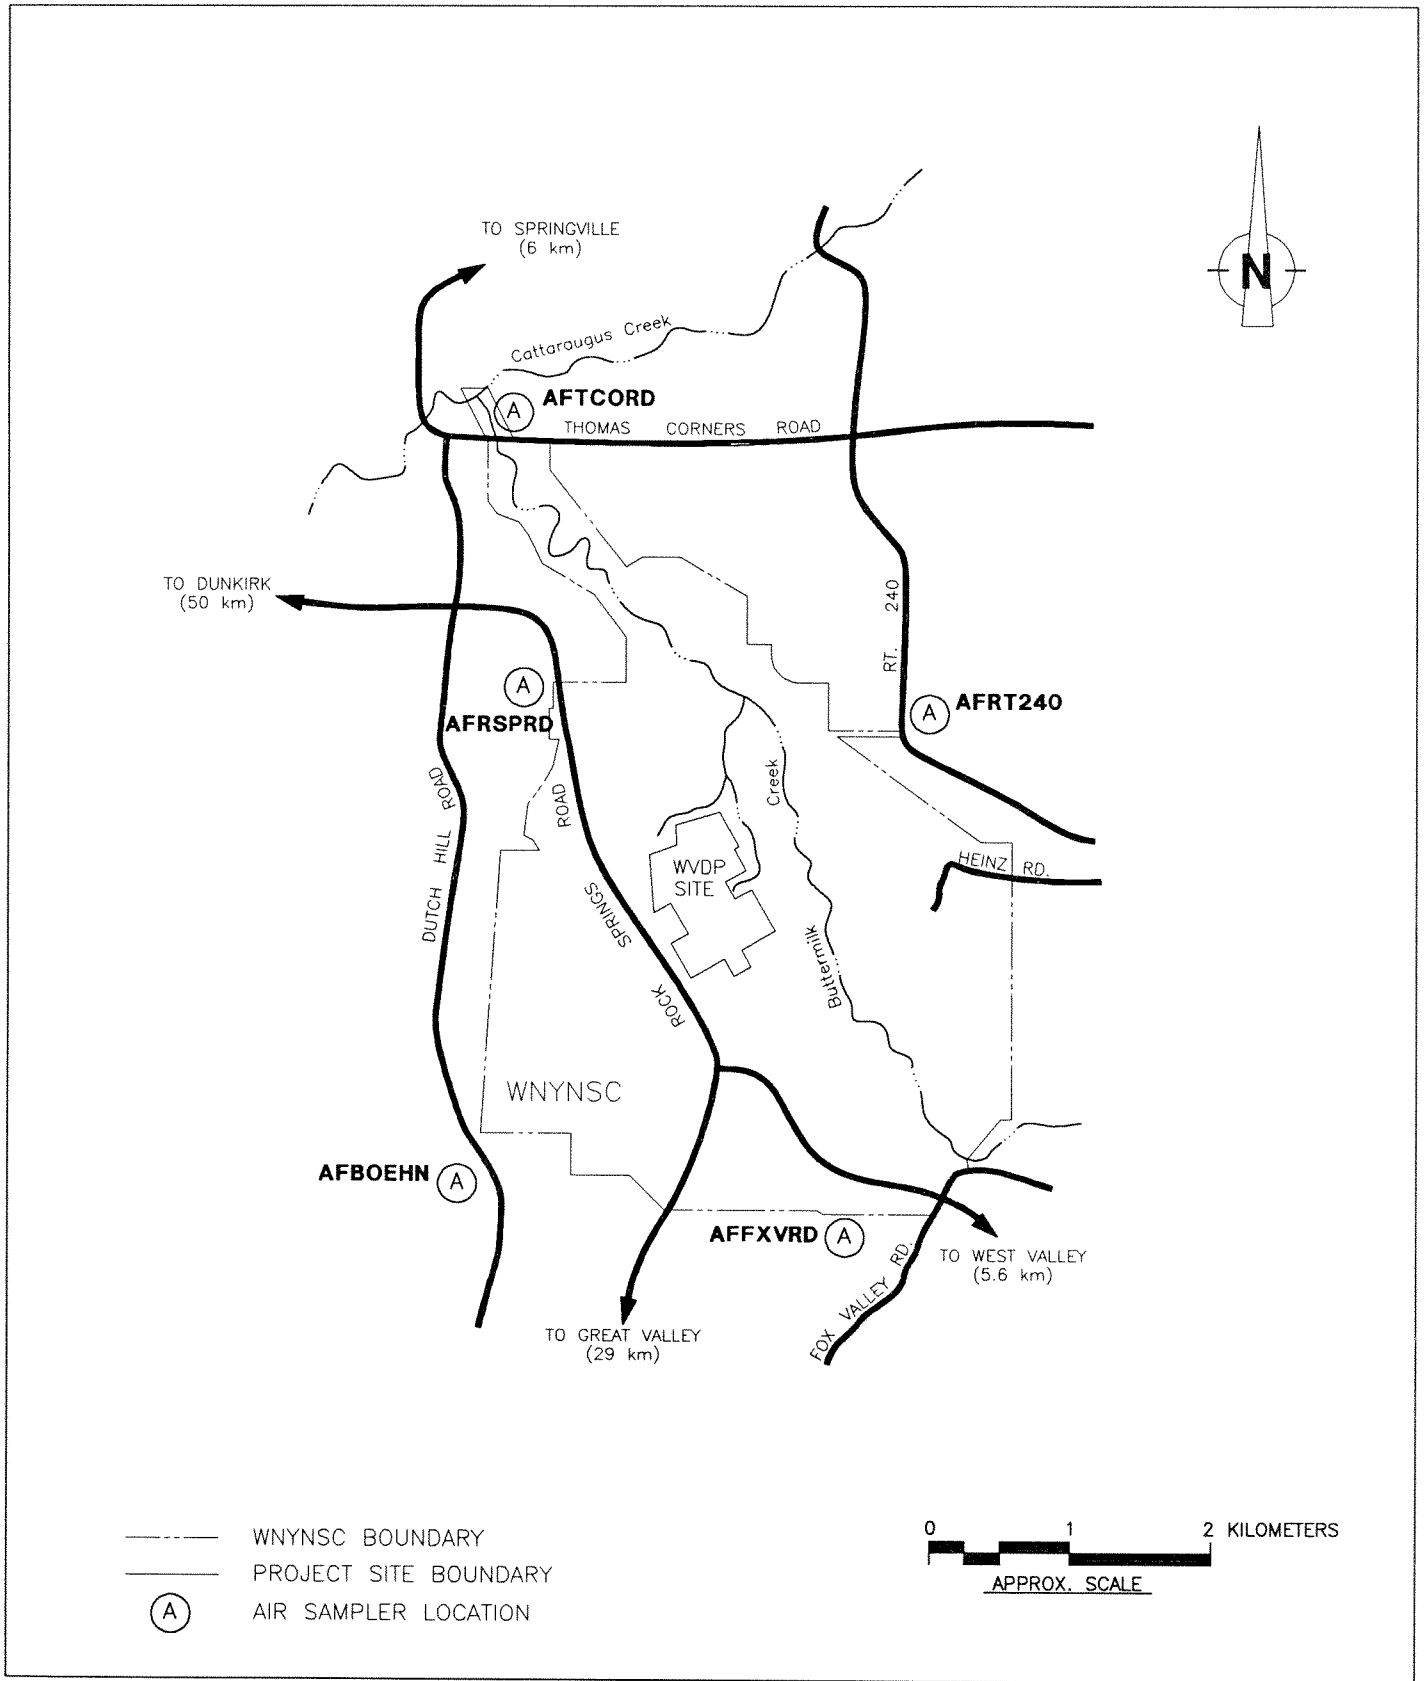 TO SPRINGVILLE
(6 km)
N
Cattaraugus Creek
A
AFTCORD
THOMAS CORNERS ROAD
TO DUNKIRK
(50 km)
RT. 240
A
AFRSPRD
A
AFRT240
DUTCH HILL ROAD
ROCK SPRINGS ROAD
Buttermilk Creek
WVDP
SITE
HEINZ RD.
WNYNSC
AFBOEHN
A
AFFXVRD
A
FOX VALLEY RD.
TO WEST VALLEY
(5.6 km)
TO GREAT VALLEY
(29 km)
WNYNSC BOUNDARY
PROJECT SITE BOUNDARY
A
AIR SAMPLER LOCATION
0 1 2 KILOMETERS
APPROX. SCALE